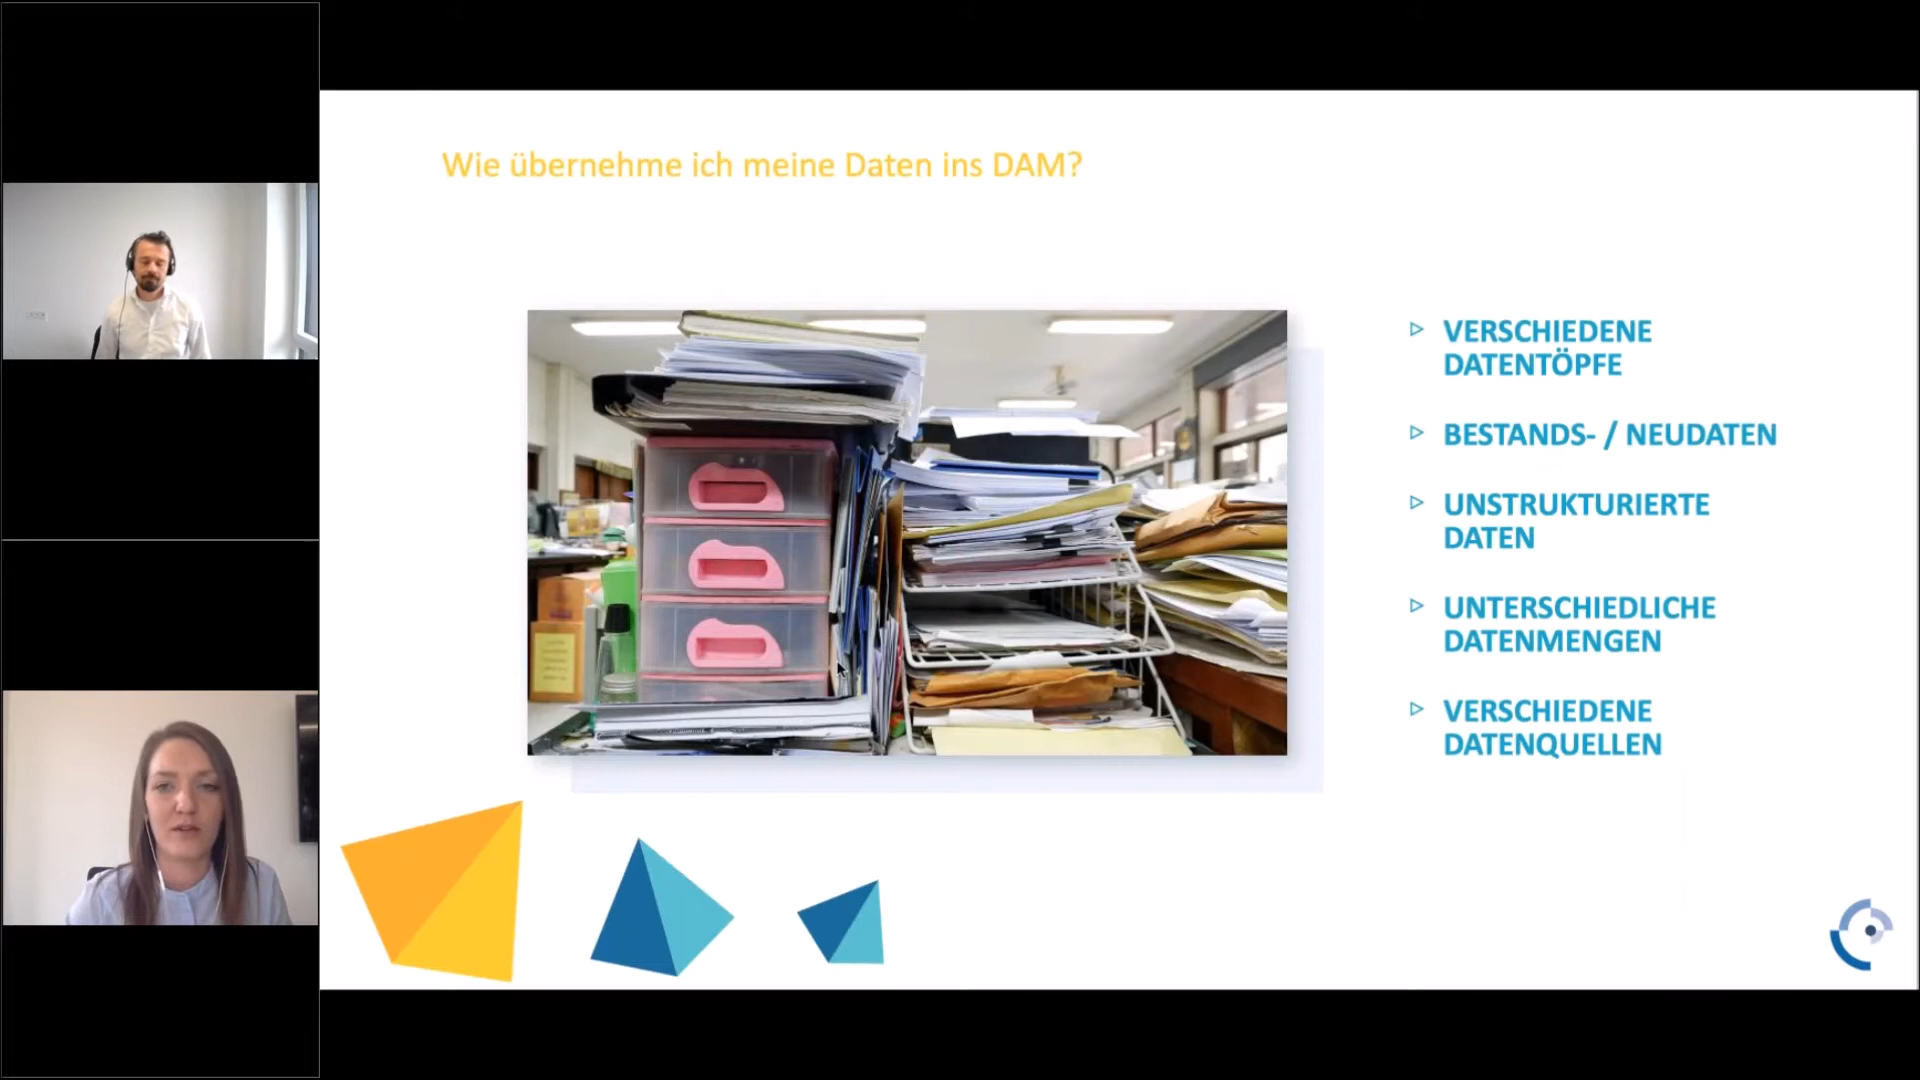 Wie übernehme ich meine Daten ins DAM?
VERSCHIEDENE
DATENTÖPFE
BESTANDS- / NEUDATEN
UNSTRUKTURIERTE
DATEN
UNTERSCHIEDLICHE
DATENMENGEN
VERSCHIEDENE
DATENQUELLEN